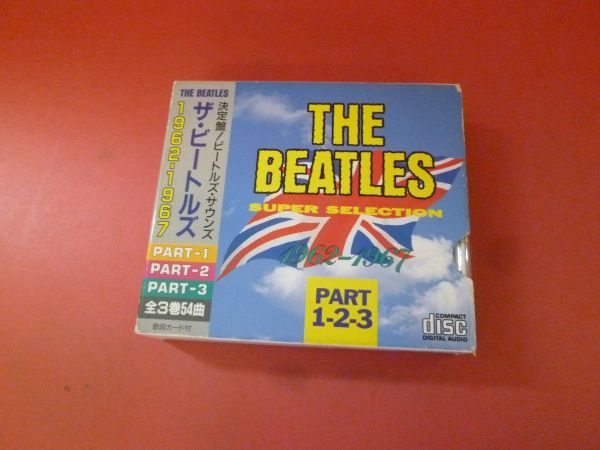 THE BEATLES
決定盤!ビートルズ・サウンズ
ザ・ビートルズ
1962-1967
PART-1
PART-2
PART-3
全3巻54曲
歌詞カード付
THE
BEATLES
SUPER SELECTION
1962-1967
PART
1-2-3
COMPACT
disc
DIGITAL AUDIO